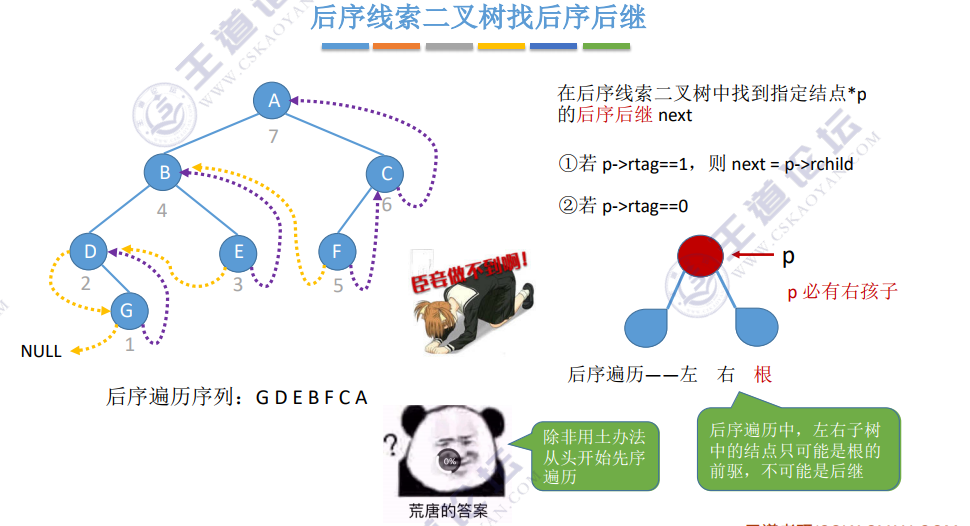 后序线索二叉树找后序后继
A
7
B
4
C
6
D
2
E
3
F
5
G
1
NULL
后序遍历序列：G D E B F C A
在后序线索二叉树中找到指定结点*p
的后序后继 next
①若 p->rtag==1，则 next = p->rchild
②若 p->rtag==0
p
p 必有右孩子
后序遍历——左 右 根
后序遍历中，左右子树
中的结点只可能是根的
前驱，不可能是后继
臣妾做不到啊！
?
0%
荒唐的答案
除非用土办法
从头开始先序
遍历
王道论坛
WWW.CSKAOYAN.COM